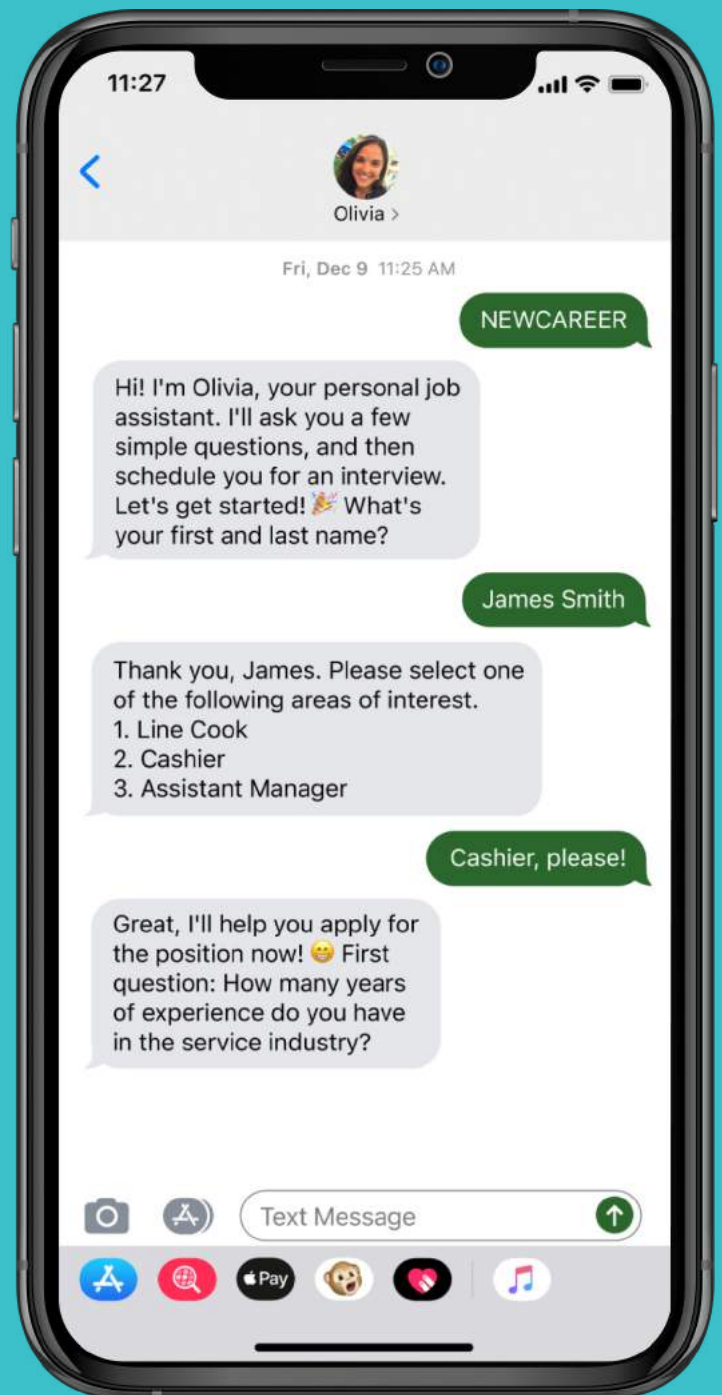 11:27
Olivia >
Fri, Dec 9 11:25 AM
NEWCAREER
Hi! I'm Olivia, your personal job
assistant. I'll ask you a few
simple questions, and then
schedule you for an interview.
Let's get started! 🎉 What's
your first and last name?
James Smith
Thank you, James. Please select one
of the following areas of interest.
1. Line Cook
2. Cashier
3. Assistant Manager
Cashier, please!
Great, I'll help you apply for
the position now! 😁 First
question: How many years
of experience do you have
in the service industry?
Text Message
Pay